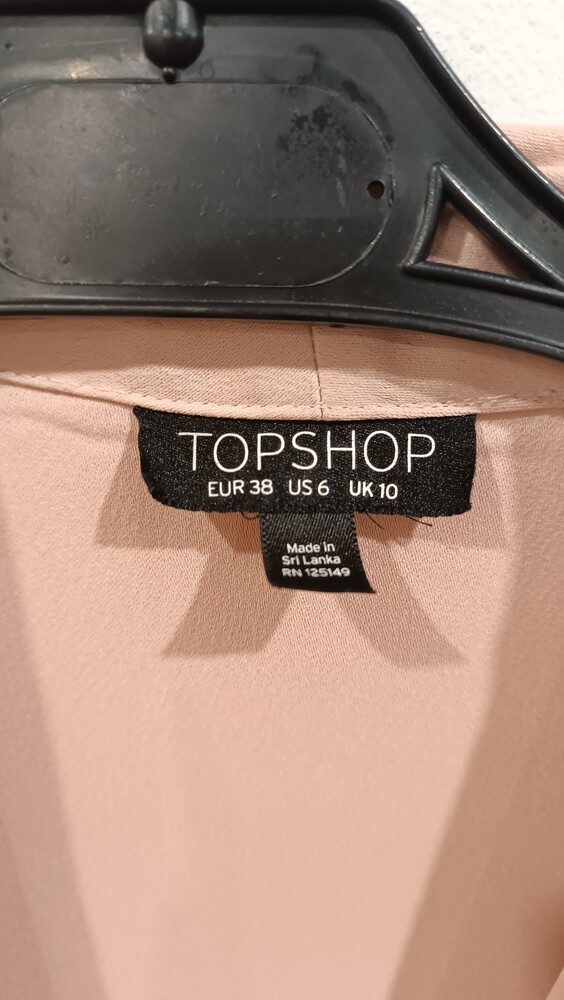 TOPSHOP
EUR 38 US 6 UK 10
Made in
Sri Lanka
RN 125149